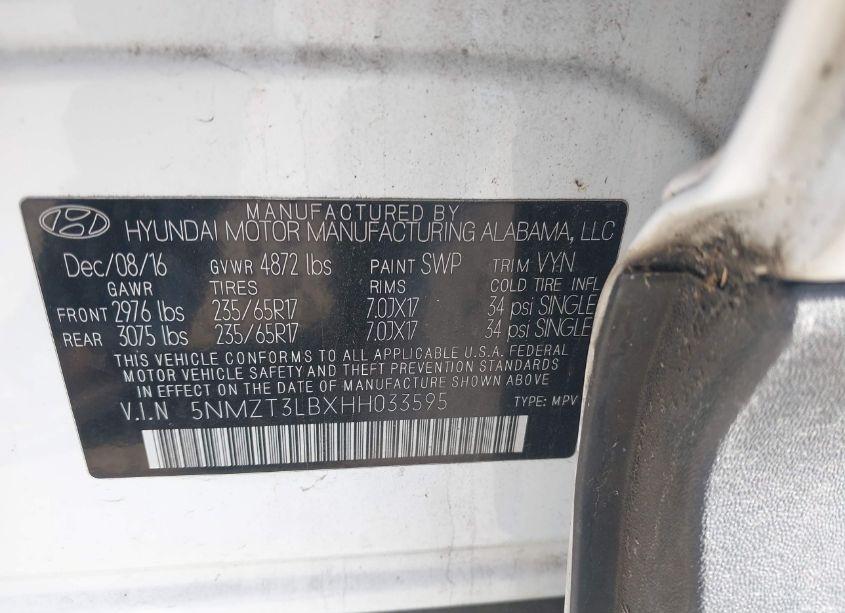 MANUFACTURED BY
HYUNDAI MOTOR MANUFACTURING ALABAMA, LLC
Dec/08/16 GVWR 4872 lbs PAINT SWP TRIM VYN
GAWR TIRES RIMS COLD TIRE INFL
FRONT 2976 lbs 235/65R17 7.0JX17 34 psi SINGLE
REAR 3075 lbs 235/65R17 7.0JX17 34 psi SINGLE
THIS VEHICLE CONFORMS TO ALL APPLICABLE U.S.A. FEDERAL
MOTOR VEHICLE SAFETY AND THEFT PREVENTION STANDARDS
IN EFFECT ON THE DATE OF MANUFACTURE SHOWN ABOVE
V.I.N 5NMZT3LBXHH033595 TYPE: MPV